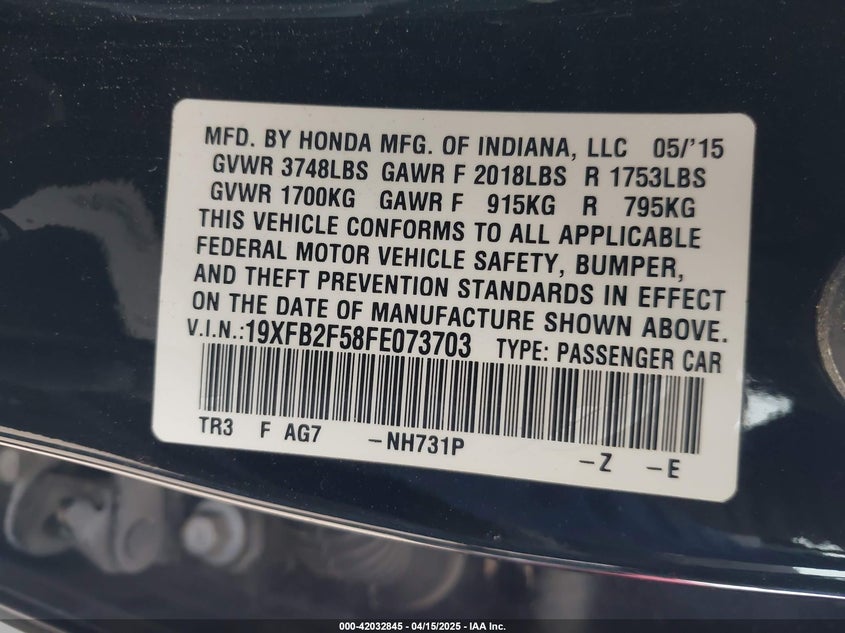 MFD. BY HONDA MFG. OF INDIANA, LLC 05/'15
GVWR 3748LBS GAWR F 2018LBS R 1753LBS
GVWR 1700KG GAWR F 915KG R 795KG
THIS VEHICLE CONFORMS TO ALL APPLICABLE
FEDERAL MOTOR VEHICLE SAFETY, BUMPER,
AND THEFT PREVENTION STANDARDS IN EFFECT
ON THE DATE OF MANUFACTURE SHOWN ABOVE.
V.I.N.:19XFB2F58FE073703 TYPE: PASSENGER CAR
TR3 F AG7 -NH731P -Z -E
000-42032845 - 04/15/2025 - IAA Inc.